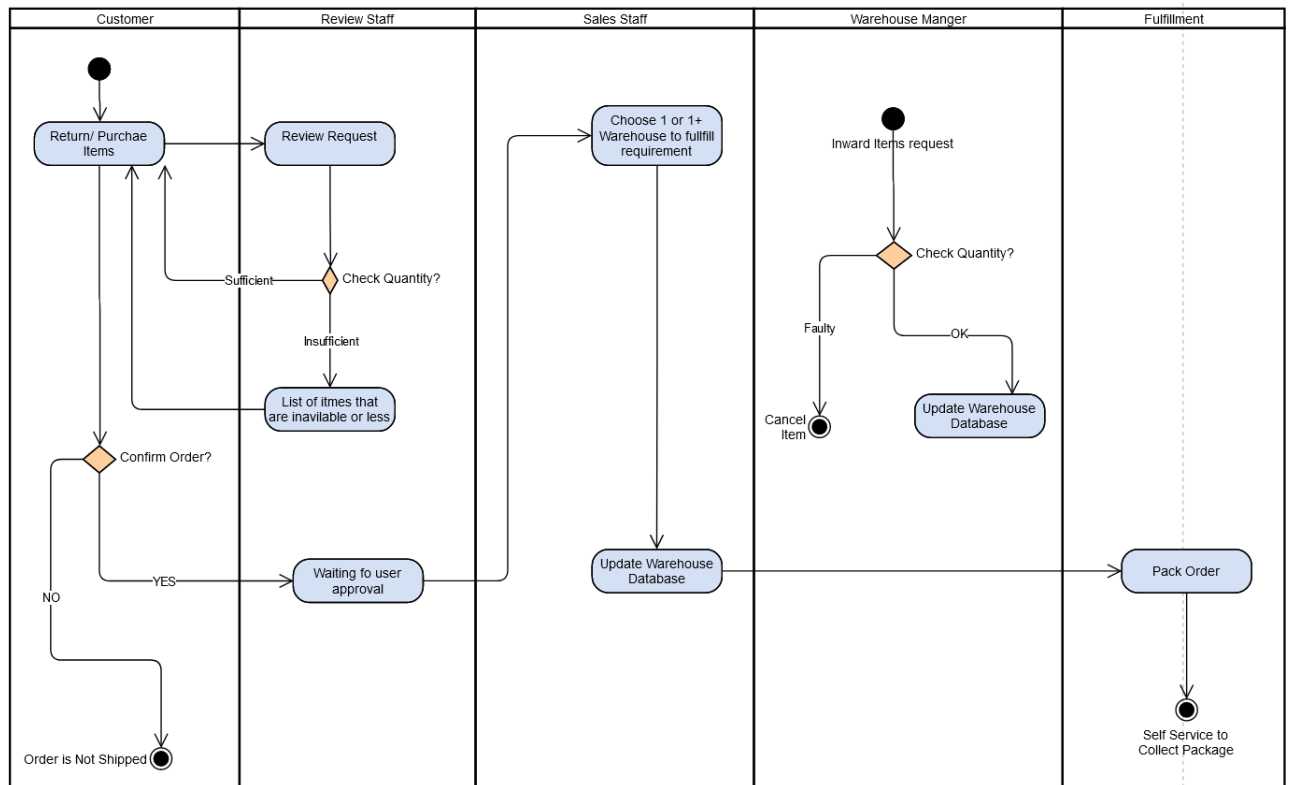 Customer
Review Staff
Sales Staff
Warehouse Manger
Fulfillment
Return/ Purchae
Items
Review Request
Choose 1 or 1+
Warehouse to fullfill
requirement
Inward Items request
Check Quantity?
Sufficient
Check Quantity?
Insufficient
Faulty
OK
List of itmes that
are inavilable or less
Cancel
Item
Update Warehouse
Database
Confirm Order?
YES
NO
Waiting fo user
approval
Update Warehouse
Database
Pack Order
Order is Not Shipped
Self Service to
Collect Package